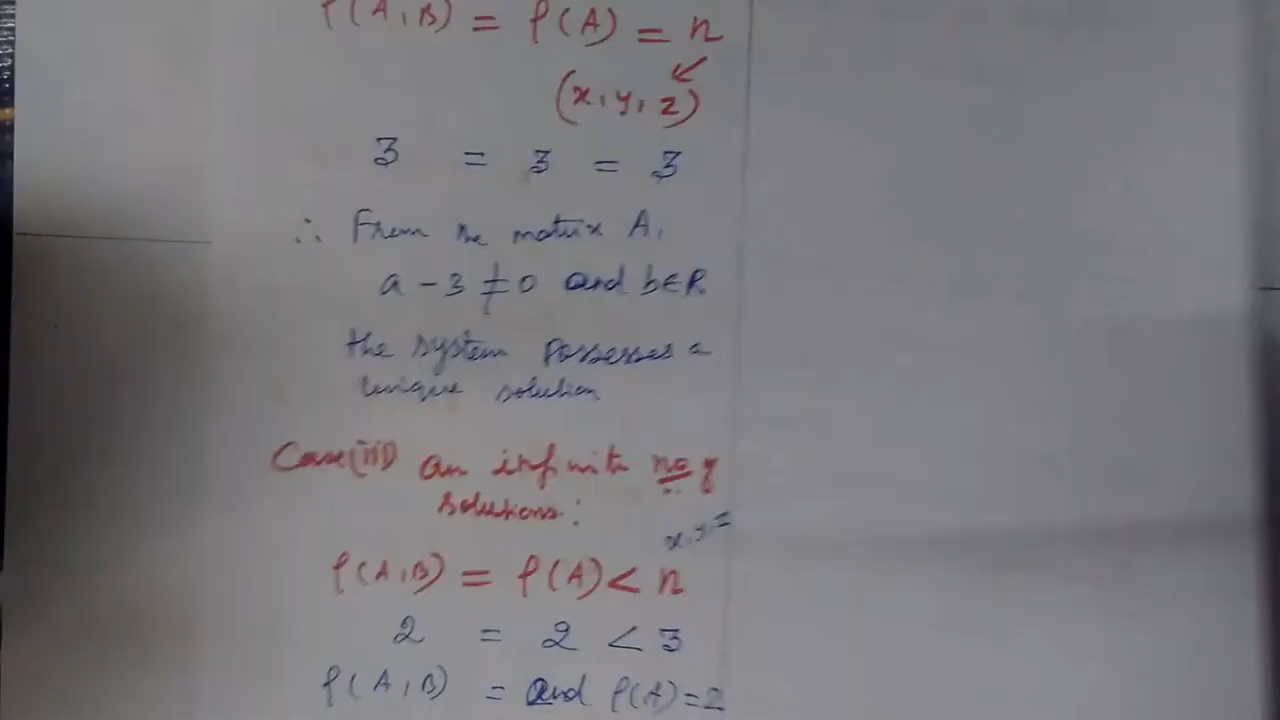 ρ(A,B) = ρ(A) = n
(x, y, z)
3 = 3 = 3
∴ From the matrix A,
a - 3 ≠ 0 and b∈R
the system possesses a
unique solution
Case(iii) an infinite no of
solutions:
x, y, z
ρ(A,B) = ρ(A) < n
2 = 2 < 3
ρ(A,B) = and ρ(A)=2